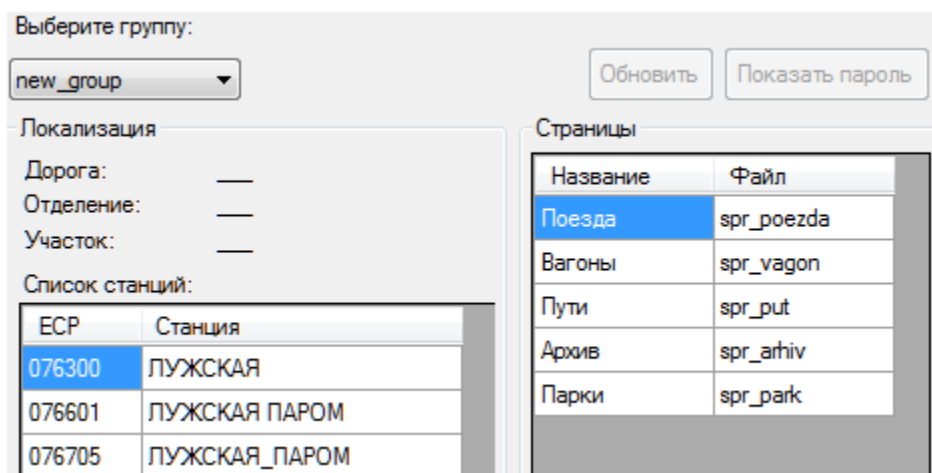 Выберите группу:
new_group
Обновить
Показать пароль
Локализация
Дорога: ___
Отделение: ___
Участок: ___
Список станций:
ECP Станция
076300 ЛУЖСКАЯ
076601 ЛУЖСКАЯ ПАРОМ
076705 ЛУЖСКАЯ_ПАРОМ
Страницы
Название Файл
Поезда spr_poezda
Вагоны spr_vagon
Пути spr_put
Архив spr_arhiv
Парки spr_park